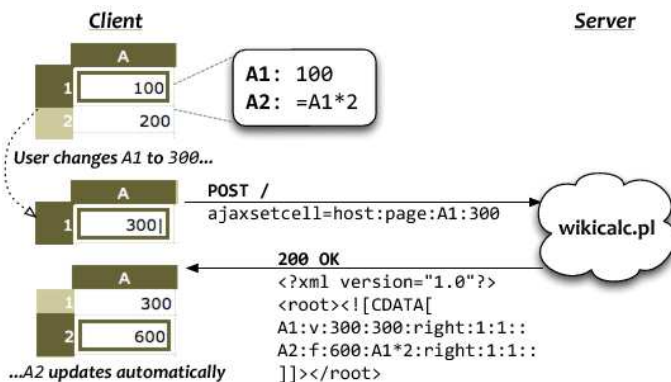 Client
Server
A
1 100
2 200
A1: 100
A2: =A1*2
User changes A1 to 300...
A
1 300|
POST /
ajaxsetcell=host:page:A1:300
wikicalc.pl
200 OK
<?xml version="1.0"?>
<root><![CDATA[
A1:v:300:300:right:1:1::
A2:f:600:A1*2:right:1:1::
]]></root>
A
1 300
2 600
...A2 updates automatically